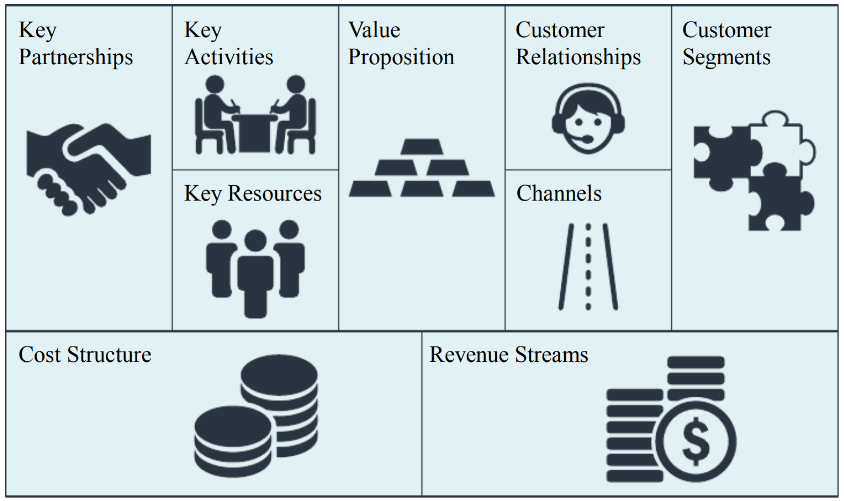 Key
Partnerships
Key
Activities
Key Resources
Value
Proposition
Customer
Relationships
Channels
Customer
Segments
Cost Structure
Revenue Streams
$